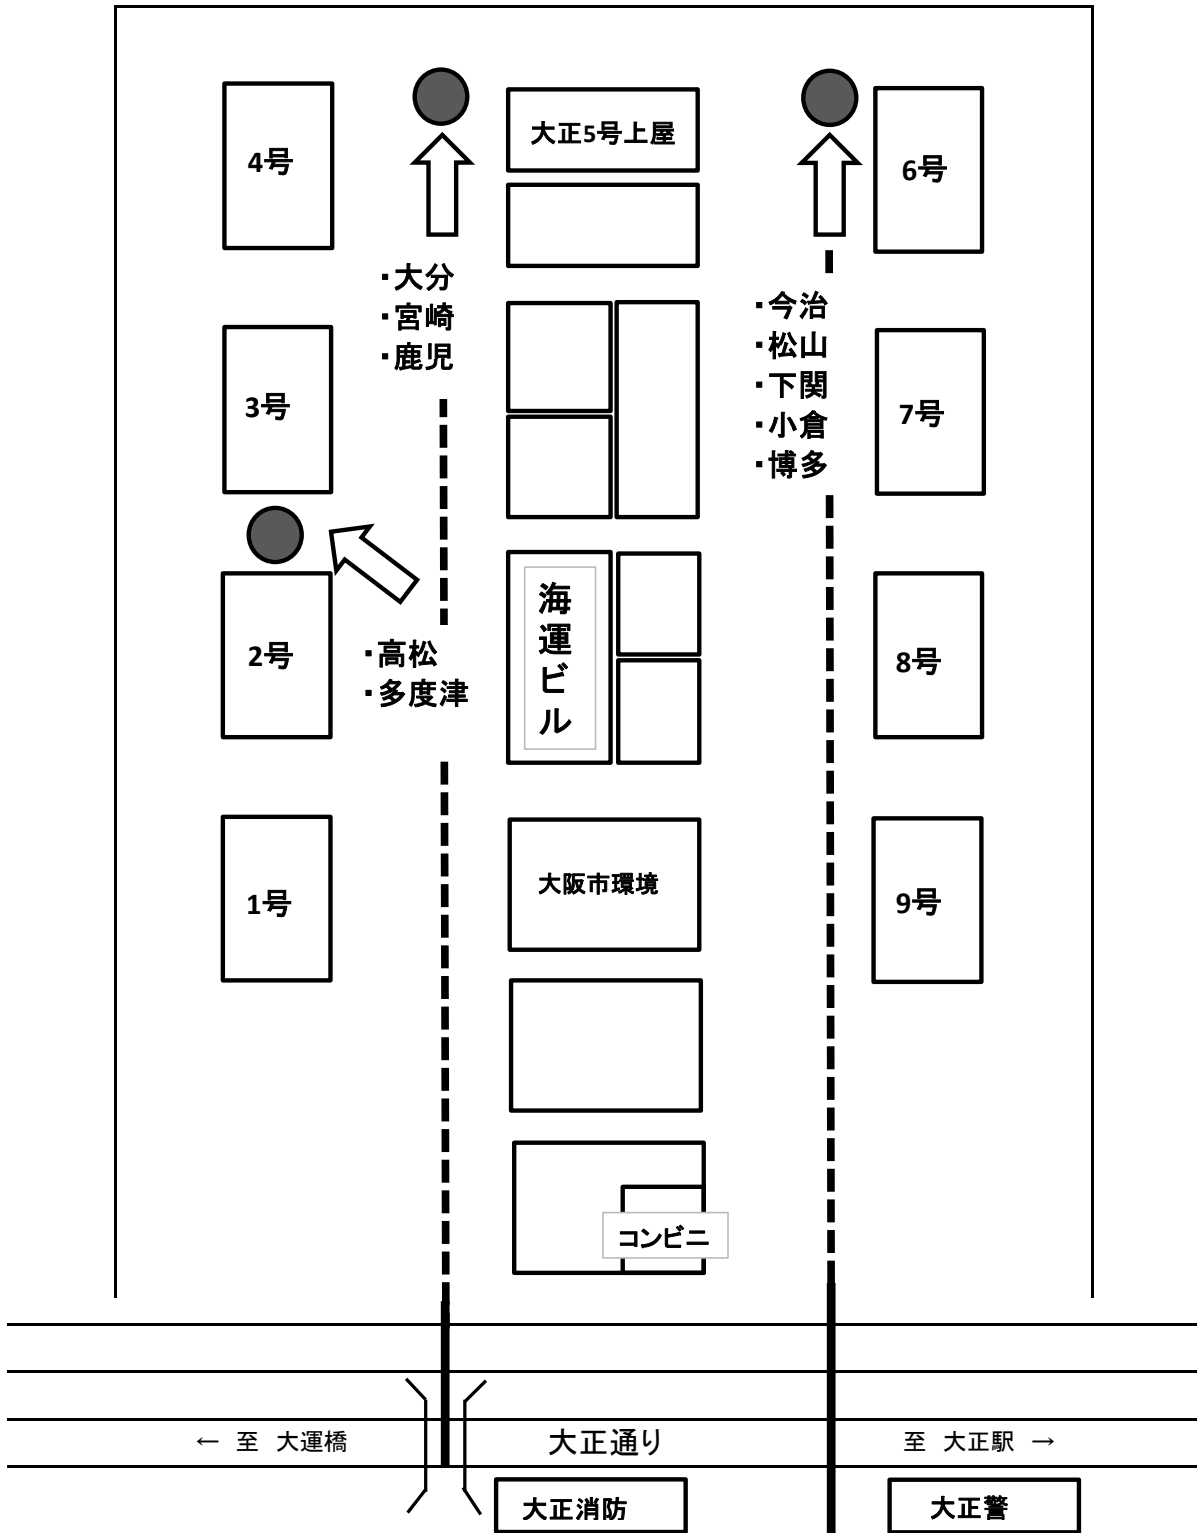 4号
大正5号上屋
6号
・大分
・宮崎
・鹿児
・今治
・松山
・下関
・小倉
・博多
3号
7号
海運ビル
2号
・高松
・多度津
8号
1号
大阪市環境
9号
コンビニ
← 至 大運橋
大正通り
至 大正駅 →
大正消防
大正警